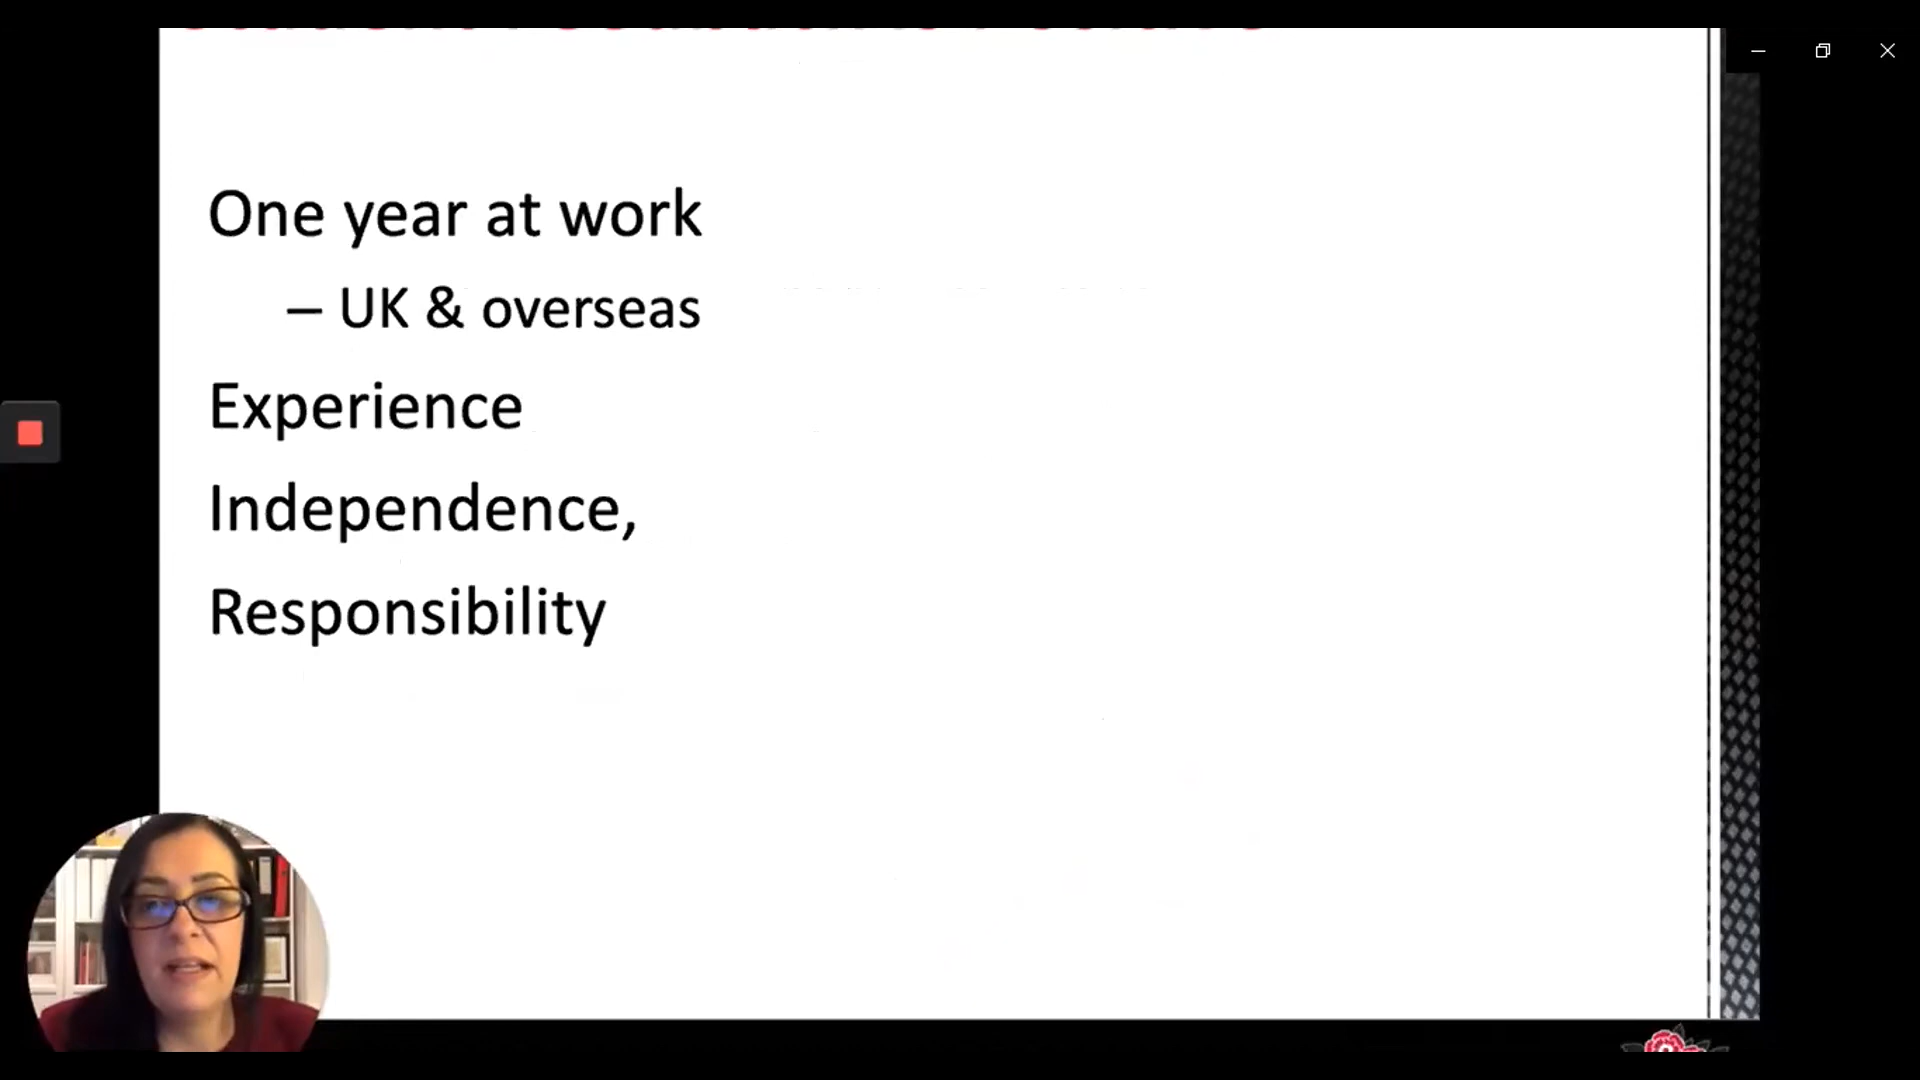 One year at work
– UK & overseas
Experience
Independence,
Responsibility